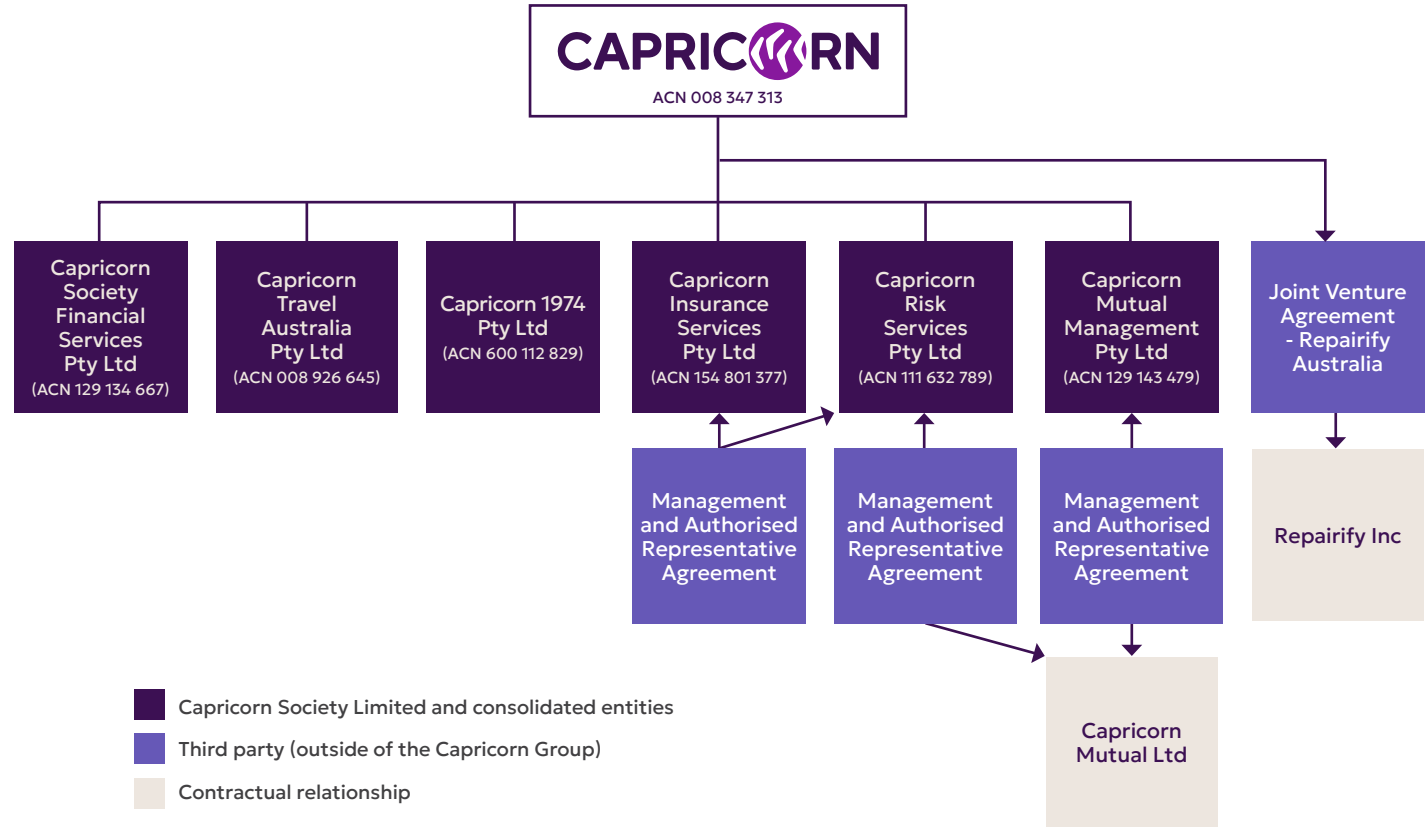 CAPRICORN
ACN 008 347 313
Capricorn
Society
Financial
Services
Pty Ltd
(ACN 129 134 667)
Capricorn
Travel
Australia
Pty Ltd
(ACN 008 926 645)
Capricorn 1974
Pty Ltd
(ACN 600 112 829)
Capricorn
Insurance
Services
Pty Ltd
(ACN 154 801 377)
Capricorn
Risk
Services
Pty Ltd
(ACN 111 632 789)
Capricorn
Mutual
Management
Pty Ltd
(ACN 129 143 479)
Joint Venture
Agreement
- Repairify
Australia
Management
and Authorised
Representative
Agreement
Management
and Authorised
Representative
Agreement
Management
and Authorised
Representative
Agreement
Repairify Inc
Capricorn
Mutual Ltd
Capricorn Society Limited and consolidated entities
Third party (outside of the Capricorn Group)
Contractual relationship